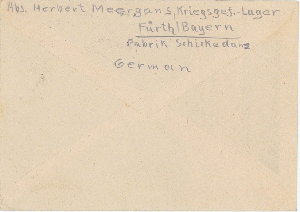 Abs. Herbert Meergans, Kriegsgef.-Lager
Fürth/Bayern
Fabrik Schickedanz
German